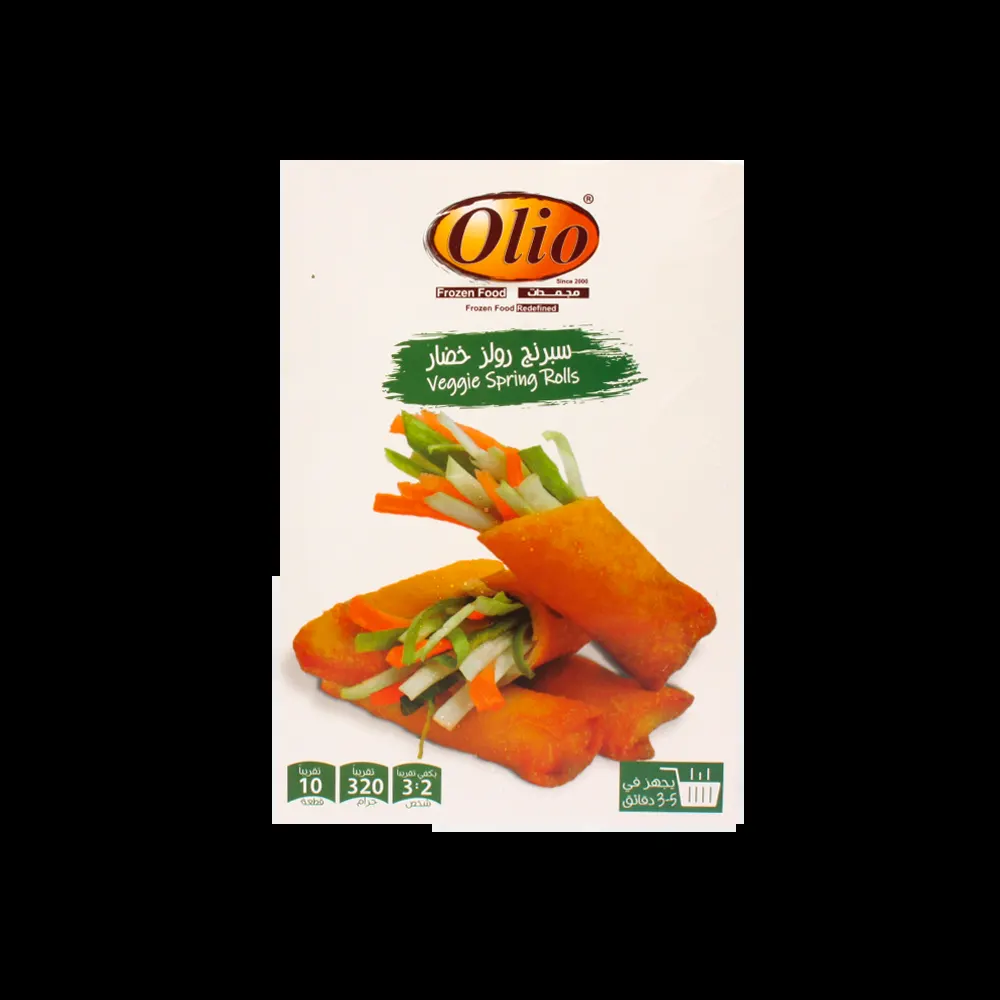 Olio
®
Since 2000
Frozen Food مجمدات
Frozen Food Redefined
سبرنج رولز خضار
Veggie Spring Rolls
تقريباً
10
قطعة
تقريباً
320
جرام
يكفي تقريباً
3:2
شخص
يجهز في
3-5 دقائق